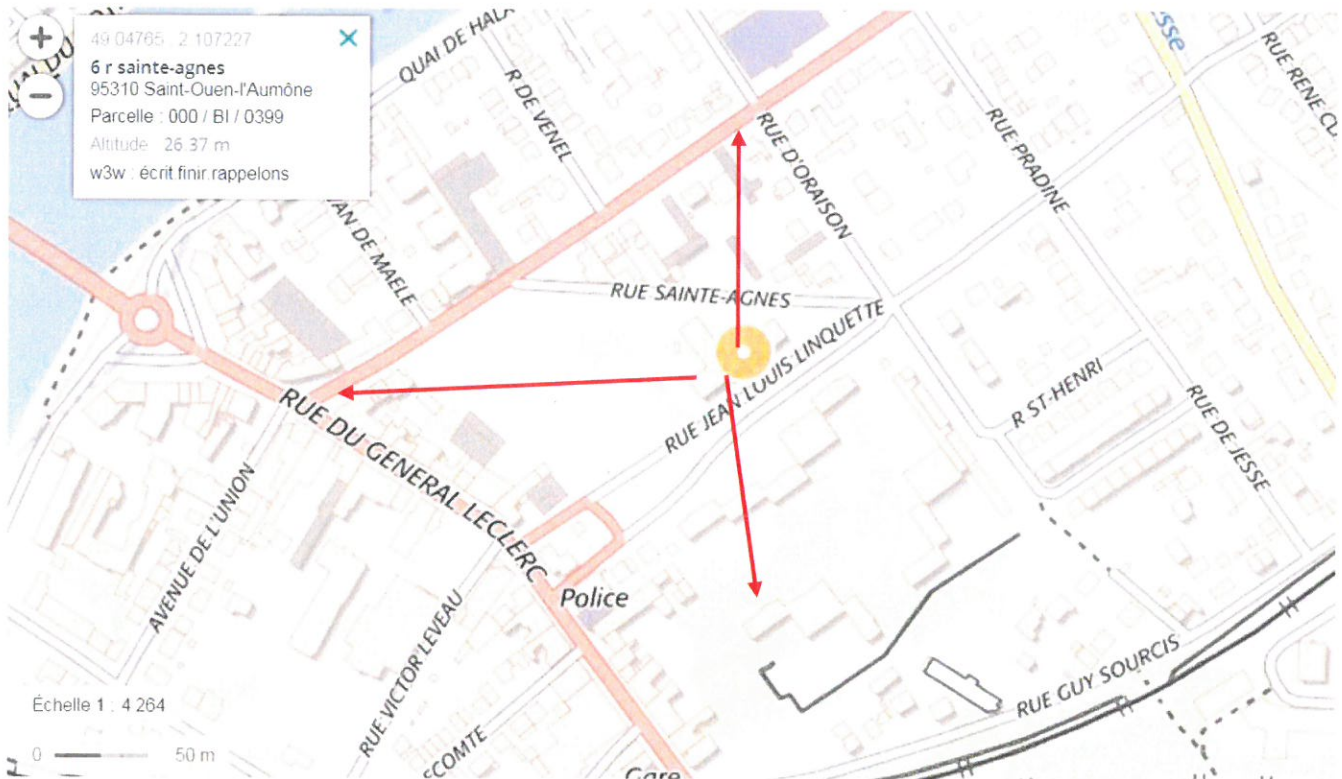 +
−
49.04765 2.107227
6 r sainte-agnes
95310 Saint-Ouen-l'Aumône
Parcelle : 000 / BI / 0399
Altitude 26.37 m
w3w : écrit.finir.rappelons
QUAI DE
R DE VENEL
RUE D'ORAISON
RUE PRADINE
RUE SAINTE-AGNES
RUE JEAN LOUIS LINQUETTE
R ST-HENRI
RUE DE JESSE
RUE DU GENERAL LECLERC
AVENUE DE L'UNION
RUE VICTOR LEVEAU
Police
RUE GUY SOURCIS
Gare
Échelle 1 : 4 264
0 50 m
DE MAELE
RUE RENE
ECOMTE
esse